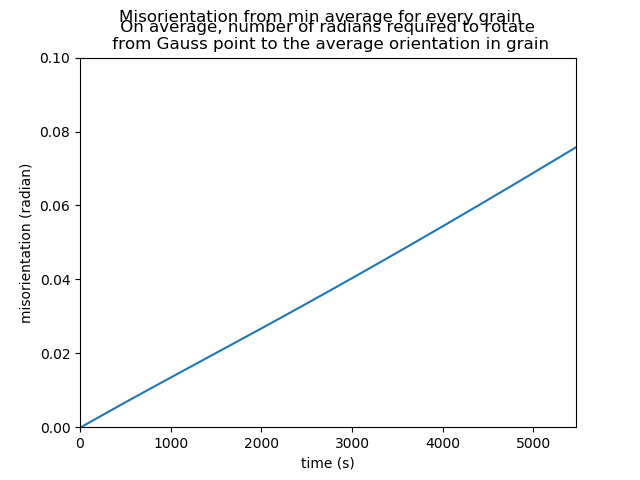 Misorientation from min average for every grain
On average, number of radians required to rotate
from Gauss point to the average orientation in grain
0.10
0.08
0.06
0.04
0.02
0.00
misorientation (radian)
0 1000 2000 3000 4000 5000
time (s)